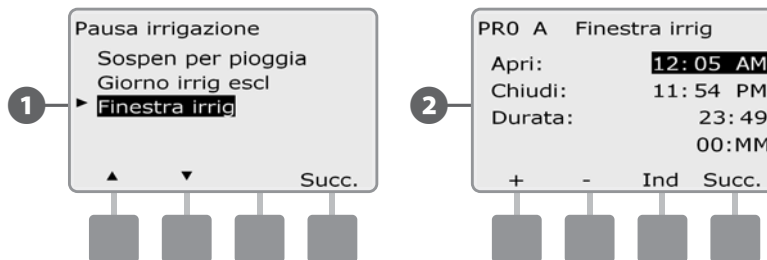 1
Pausa irrigazione
Sospen per pioggia
Giorno irrig escl
► Finestra irrig
▲ ▼ Succ.
2
PR0 A Finestra irrig
Apri: 12:05 AM
Chiudi: 11:54 PM
Durata: 23:49
00:MM
+ - Ind Succ.